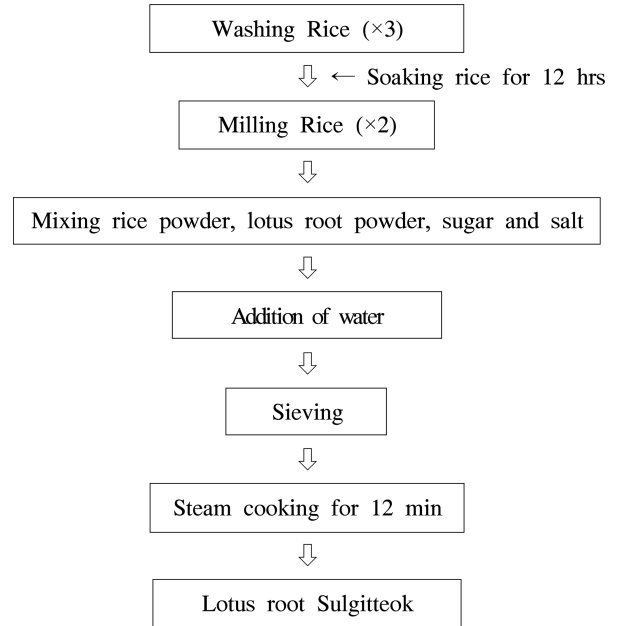 Washing Rice (×3)
← Soaking rice for 12 hrs
Milling Rice (×2)
Mixing rice powder, lotus root powder, sugar and salt
Addition of water
Sieving
Steam cooking for 12 min
Lotus root Sulgitteok